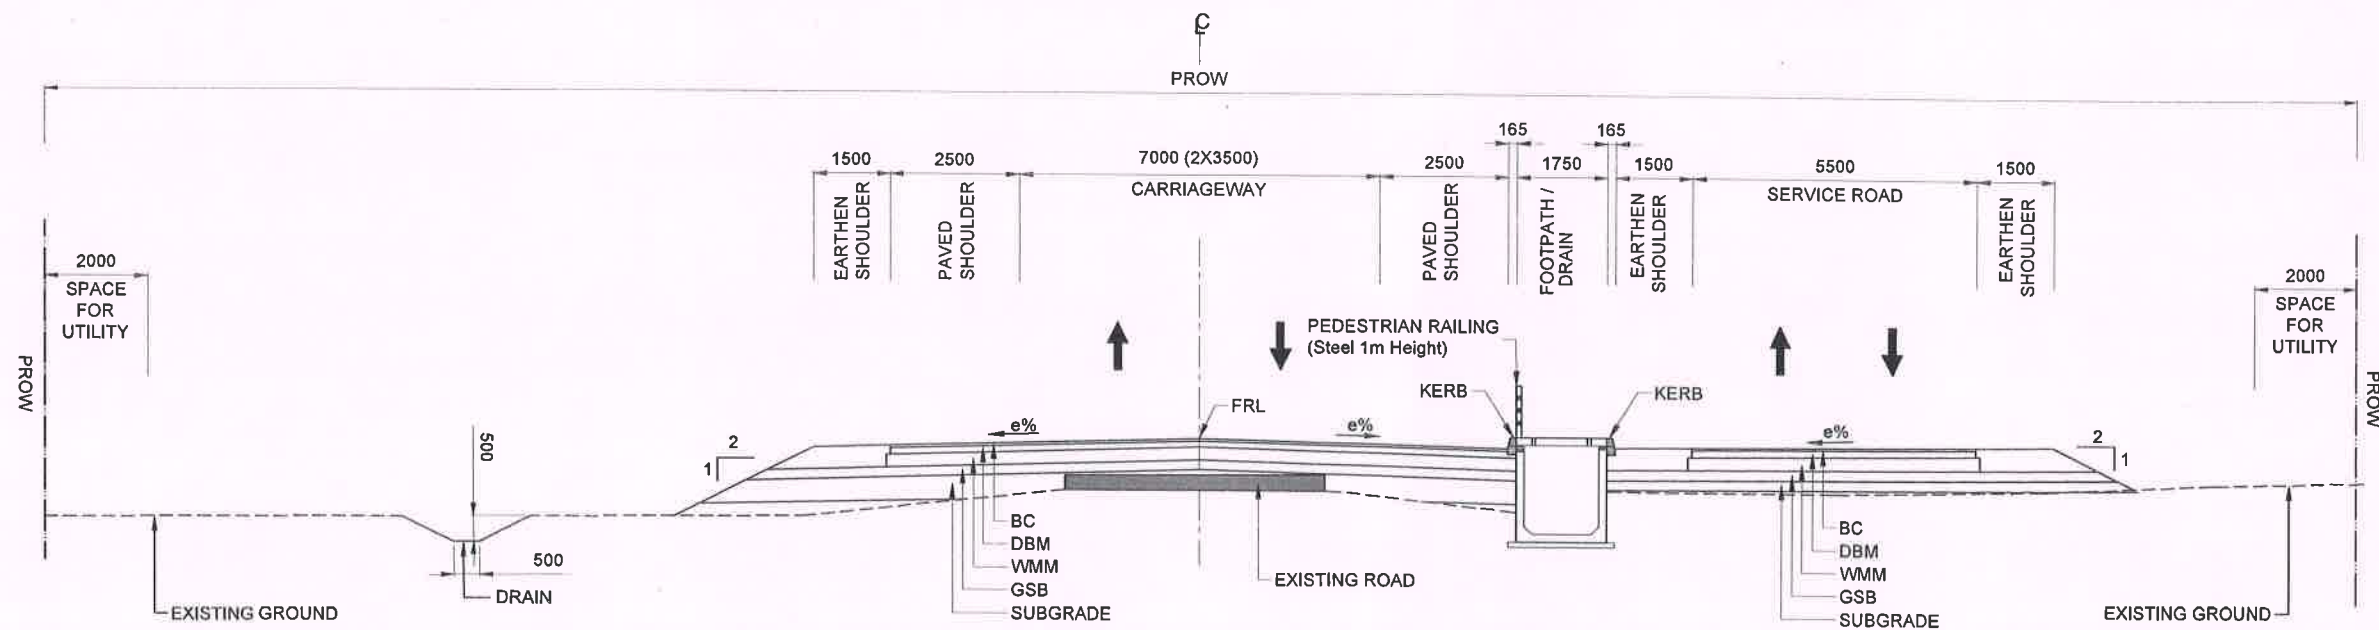 ℄
PROW
165
165
1500
2500
7000 (2X3500)
2500
1750
1500
5500
1500
CARRIAGEWAY
SERVICE ROAD
EARTHEN
SHOULDER
PAVED
SHOULDER
PAVED
SHOULDER
FOOTPATH /
DRAIN
EARTHEN
SHOULDER
EARTHEN
SHOULDER
2000
SPACE
FOR
UTILITY
2000
SPACE
FOR
UTILITY
PROW
PROW
PEDESTRIAN RAILING
(Steel 1m Height)
KERB
KERB
FRL
e%
e%
e%
2
1
2
1
500
500
DRAIN
EXISTING GROUND
BC
DBM
WMM
GSB
SUBGRADE
EXISTING ROAD
BC
DBM
WMM
GSB
SUBGRADE
EXISTING GROUND